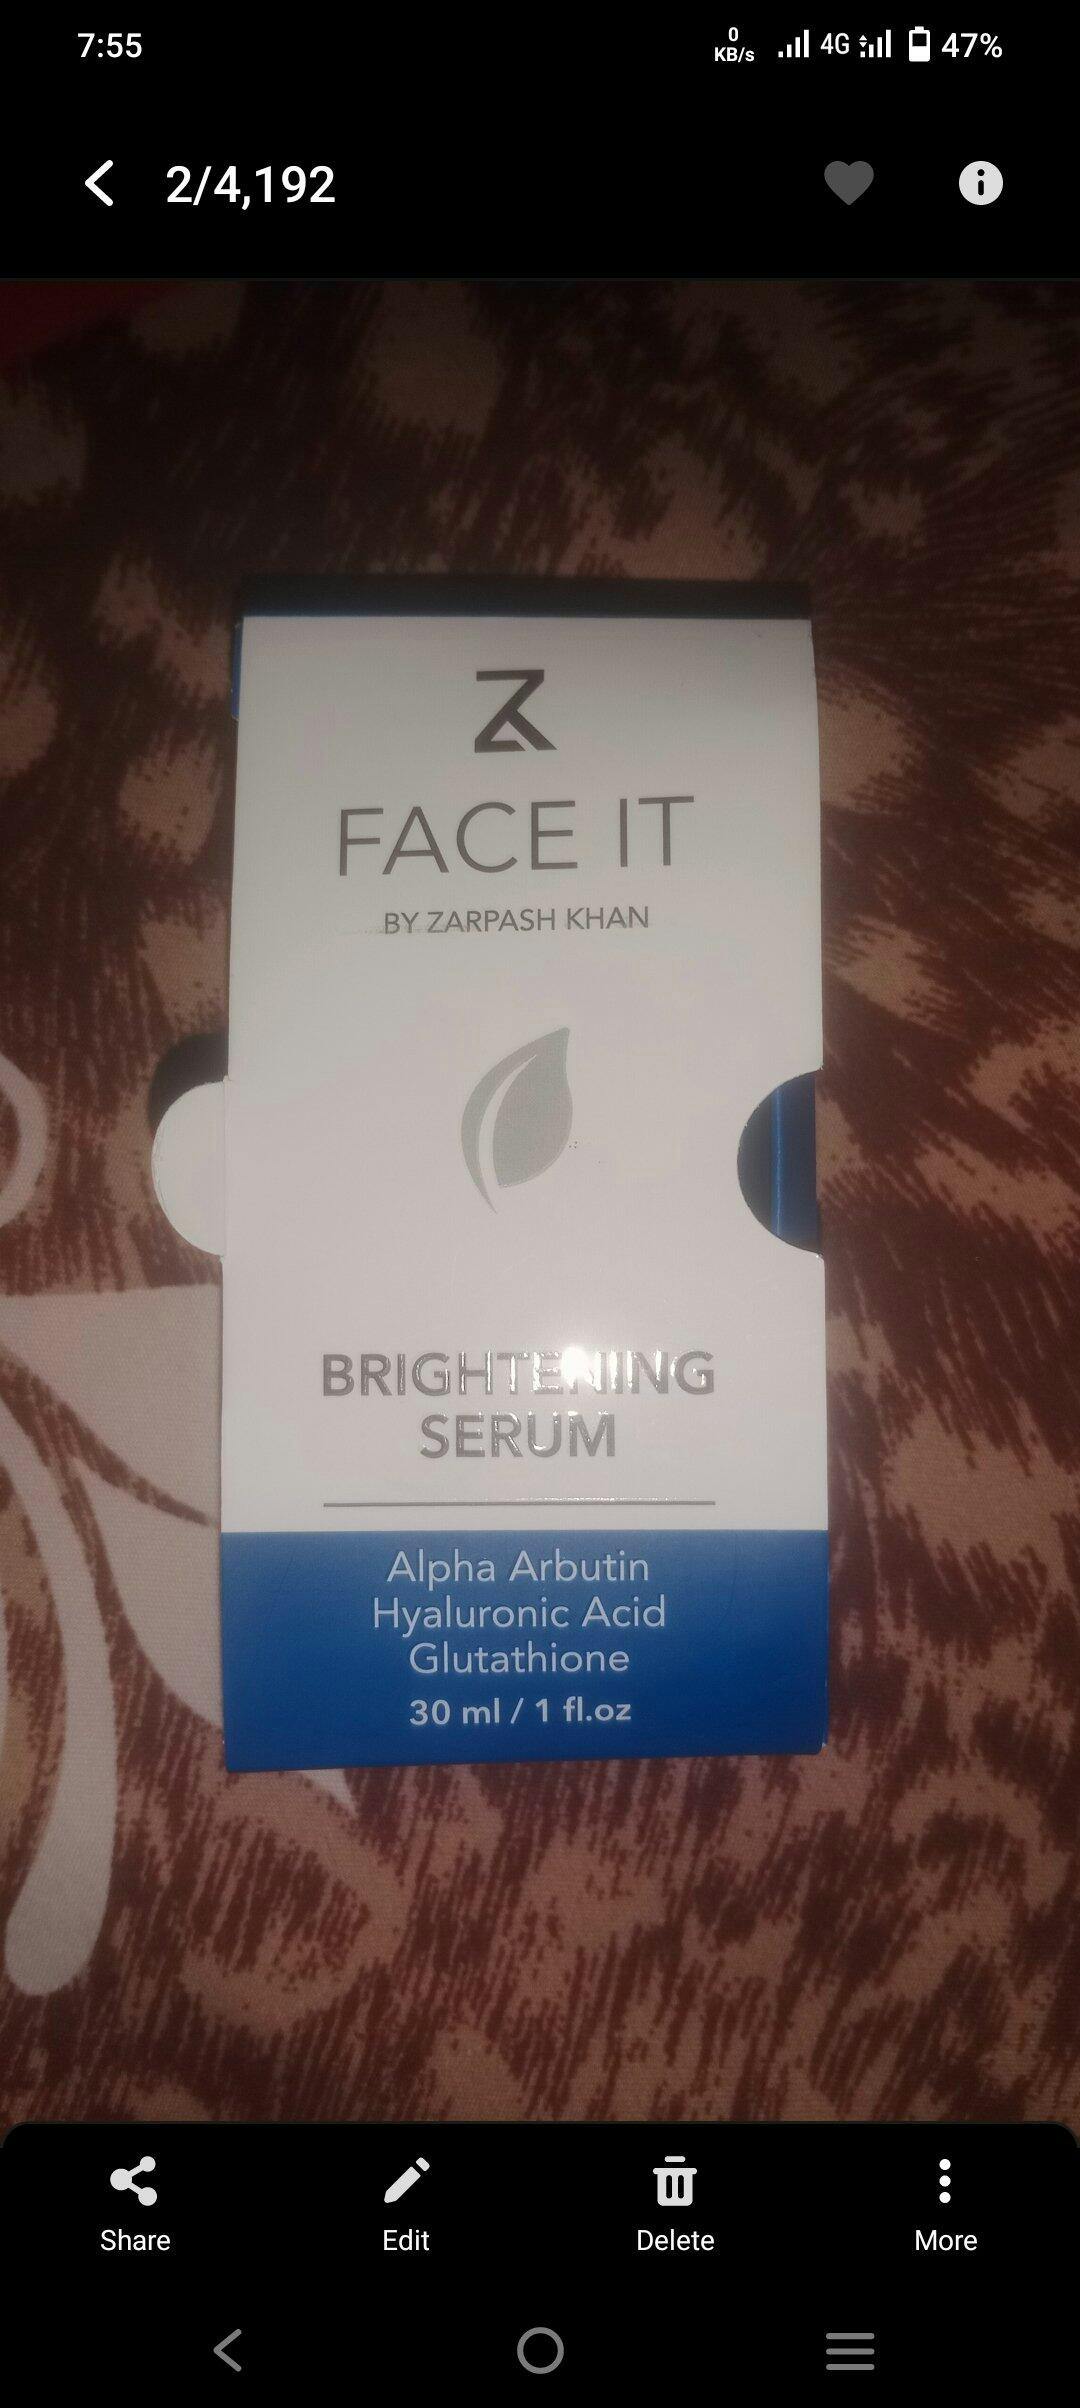 7:55
0
KB/s
4G
47%
2/4,192
FACE IT
BY ZARPASH KHAN
BRIGHTENING
SERUM
Alpha Arbutin
Hyaluronic Acid
Glutathione
30 ml / 1 fl.oz
Share
Edit
Delete
More